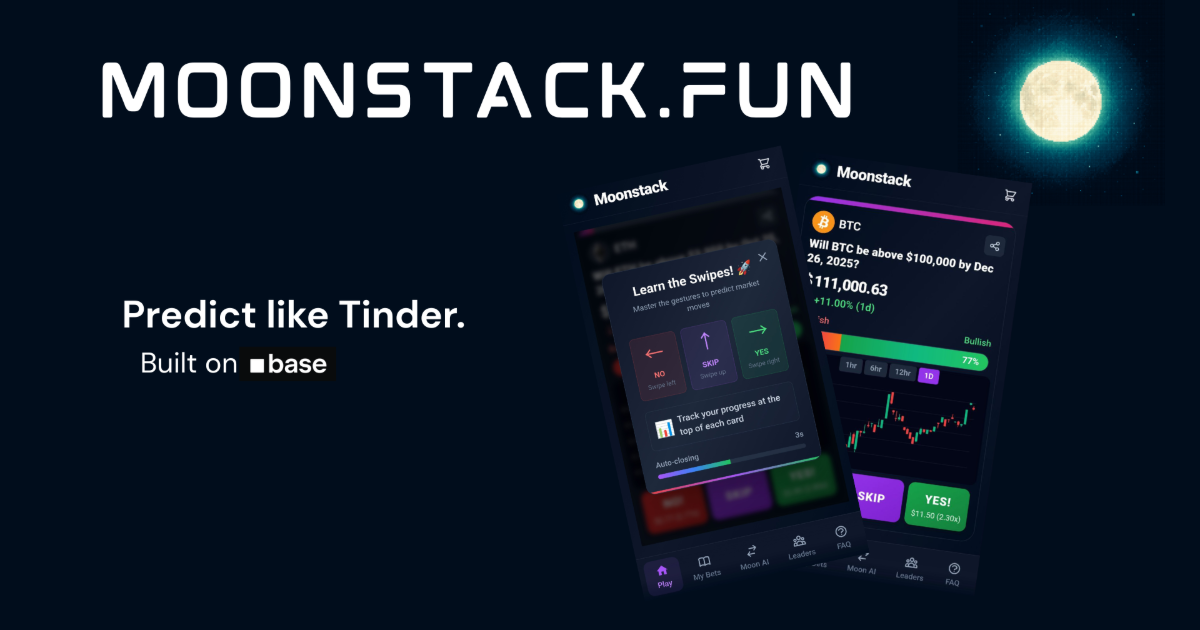 MOONSTACK.FUN
Predict like Tinder.
Built on base
Moonstack
Learn the Swipes! 🚀
Master the gestures to predict market
moves
NO
Swipe left
SKIP
Swipe up
YES
Swipe right
Track your progress at the
top of each card
Auto-closing
3s
Play
My Bets
Moon AI
Leaders
FAQ
Moonstack
BTC
Will BTC be above $100,000 by Dec
26, 2025?
$111,000.63
+11.00% (1d)
Bullish
77%
1hr
6hr
12hr
1D
SKIP
YES!
$11.50 (2.30x)
Moon AI
Leaders
FAQ